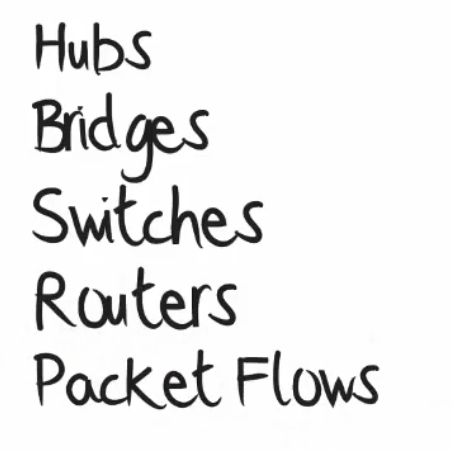 Hubs
Bridges
Switches
Routers
Packet Flows